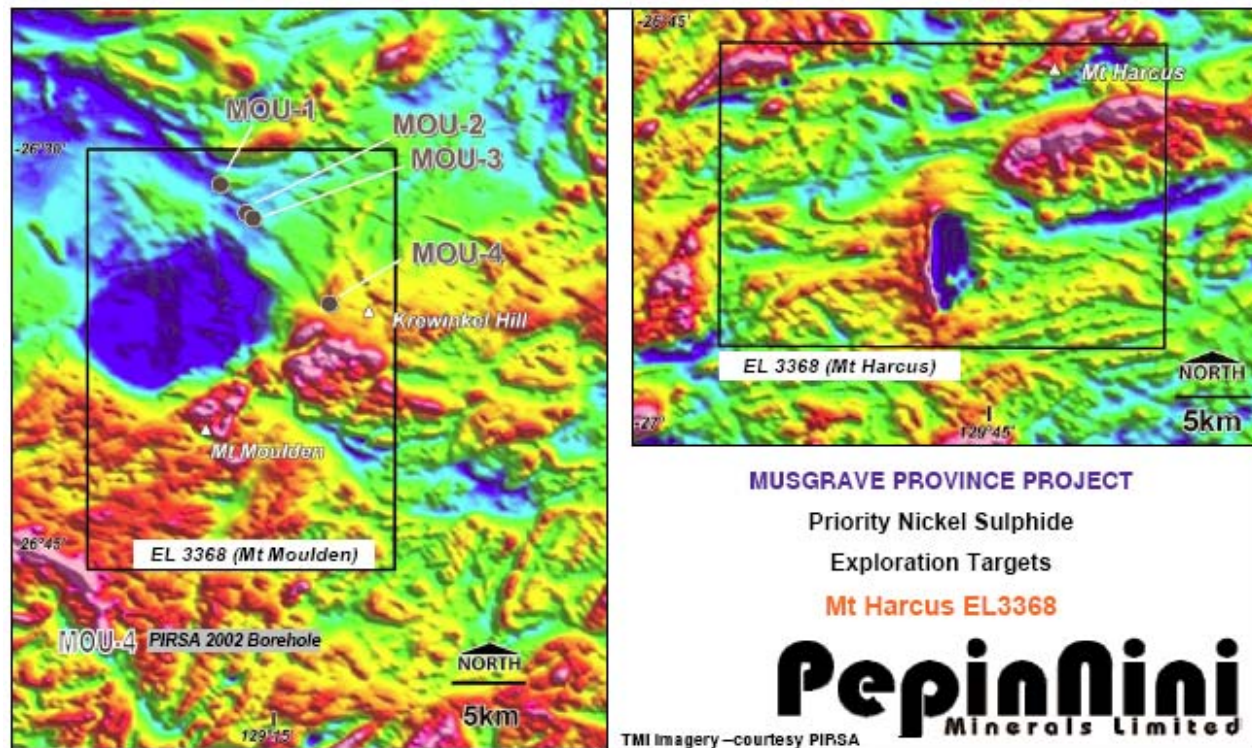 MOU-1
MOU-2
MOU-3
-26°30'
MOU-4
Krewinkel Hill
Mt Moulden
-26°45'
EL 3368 (Mt Moulden)
MOU-4 PIRSA 2002 Borehole
NORTH
5km
129°15'
-26°45'
Mt Harcus
EL 3368 (Mt Harcus)
NORTH
5km
-27°
129°45'
MUSGRAVE PROVINCE PROJECT
Priority Nickel Sulphide
Exploration Targets
Mt Harcus EL3368
PepinNini
Minerals Limited
TMI Imagery –courtesy PIRSA